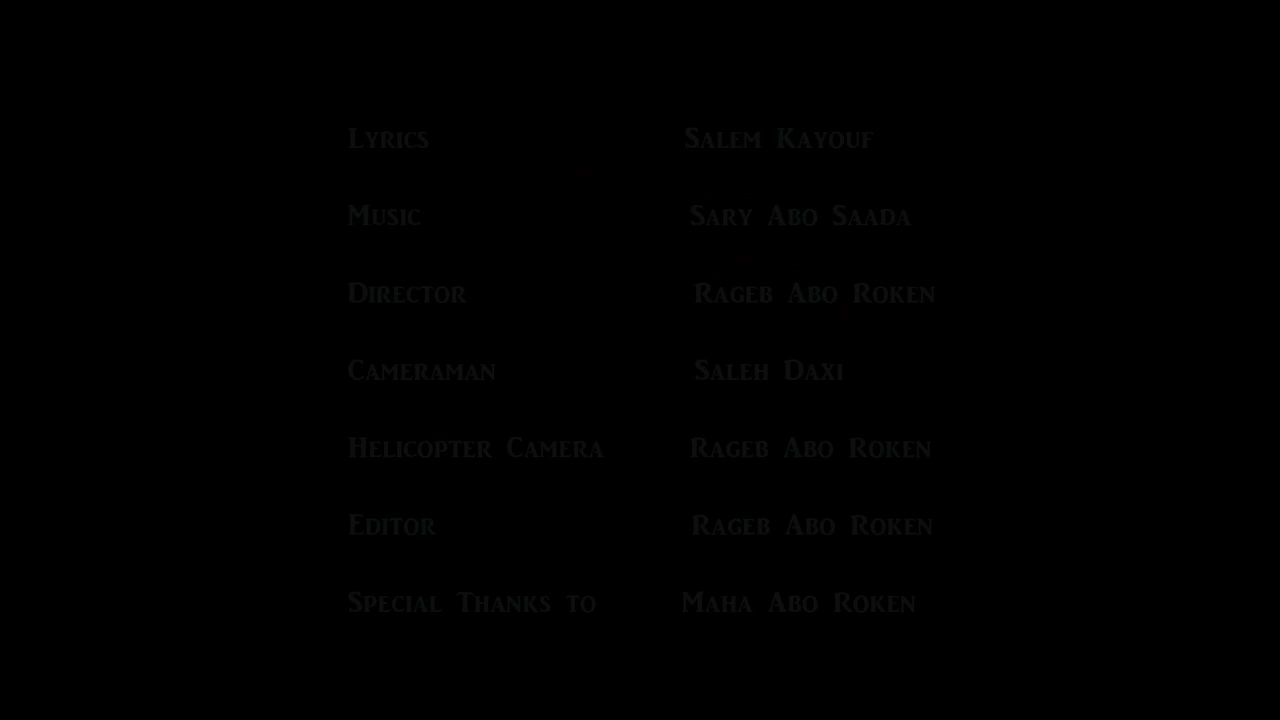 Lyrics Salem Kayouf
Music Sary Abo Saada
Director Rageb Abo Roken
Cameraman Saleh Daxi
Helicopter Camera Rageb Abo Roken
Editor Rageb Abo Roken
Special Thanks to Maha Abo Roken